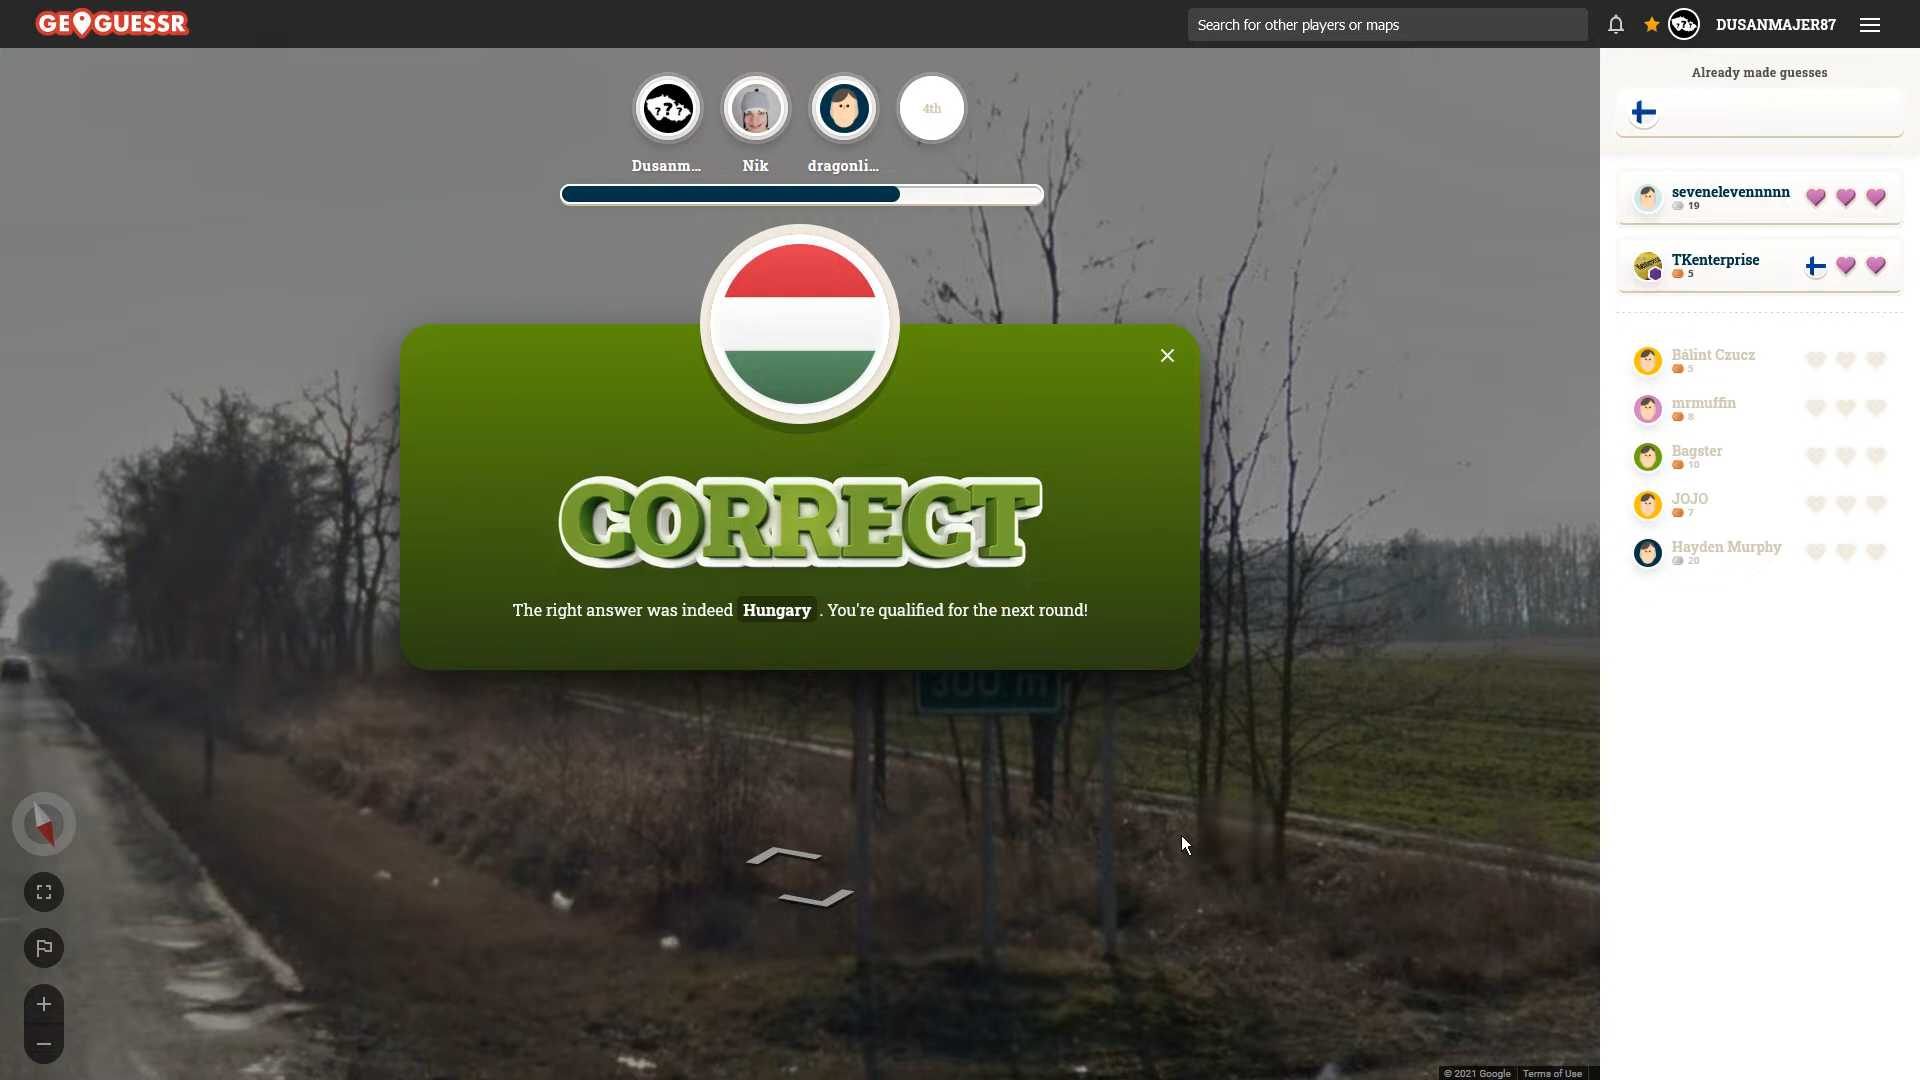 GEOGUESSR
Search for other players or maps
DUSANMAJER87
???
4th
Dusanm...
Nik
dragonli...
CORRECT
The right answer was indeed Hungary . You're qualified for the next round!
300 m
© 2021 Google
Terms of Use
Already made guesses
sevenelevennnnn
19
TKenterprise
5
Bálint Czucz
5
mrmuffin
8
Bagster
10
JOJO
7
Hayden Murphy
20